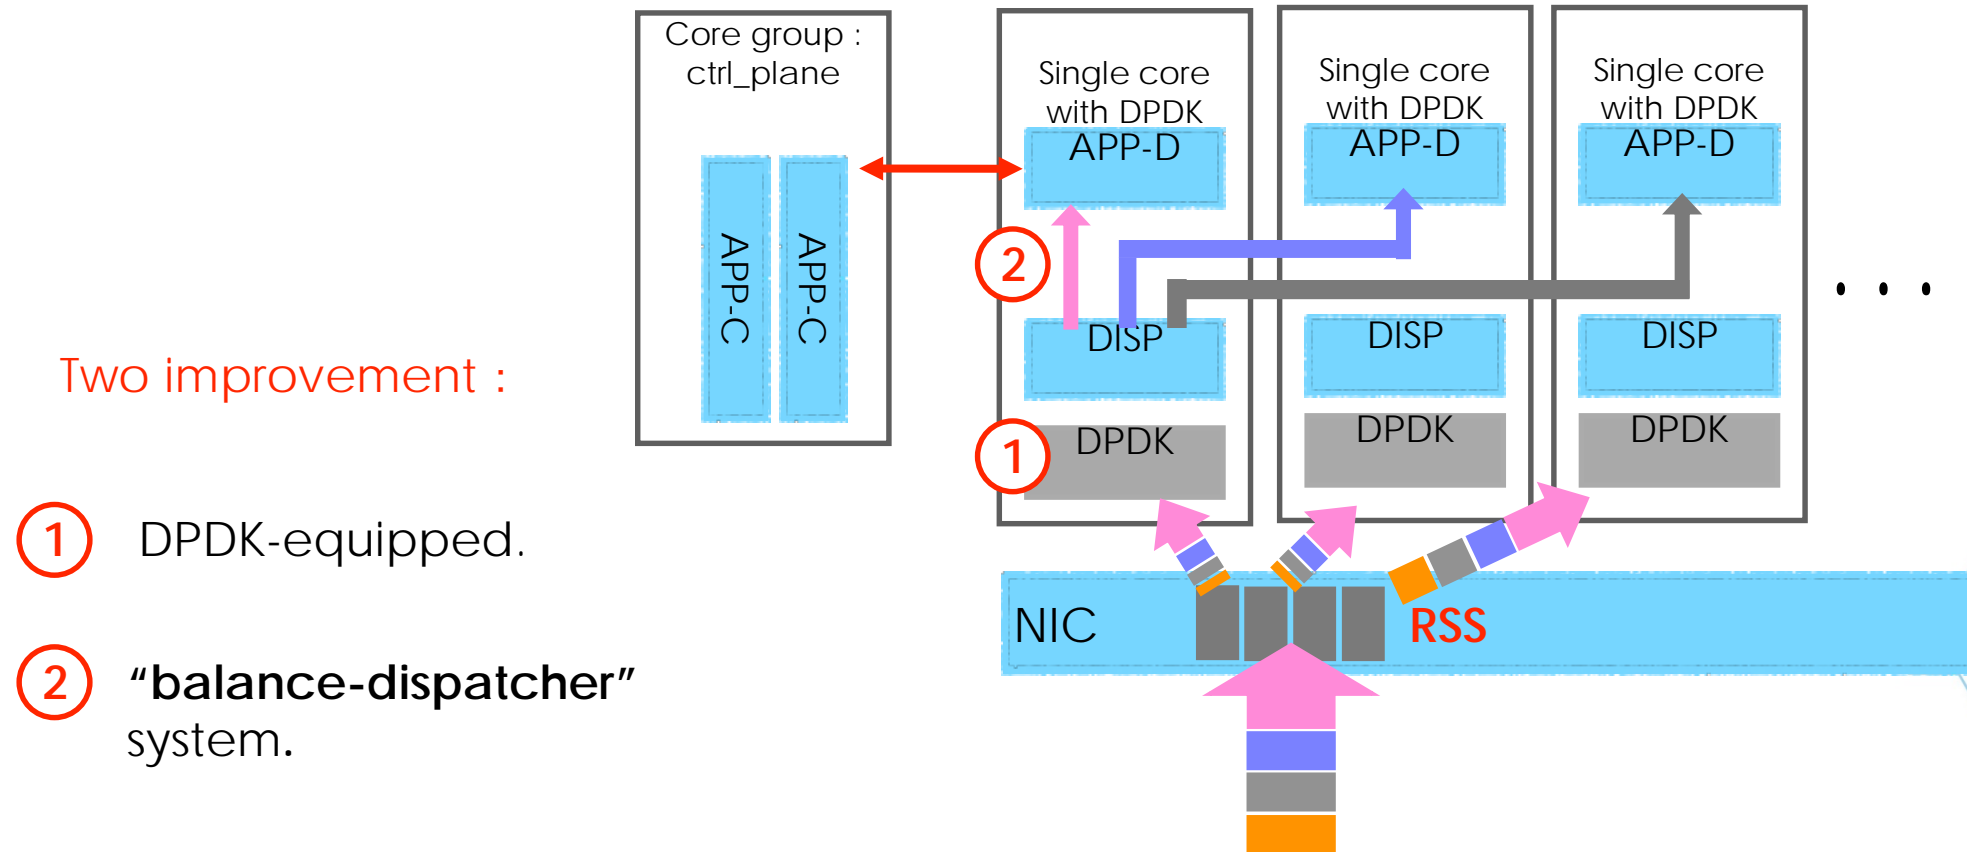 Core group :
ctrl_plane
APP-C
APP-C
Single core
with DPDK
APP-D
DISP
DPDK
Single core
with DPDK
APP-D
DISP
DPDK
Single core
with DPDK
APP-D
DISP
DPDK
. . .
2
1
NIC
RSS
Two improvement :
1 DPDK-equipped.
2 “balance-dispatcher”
system.